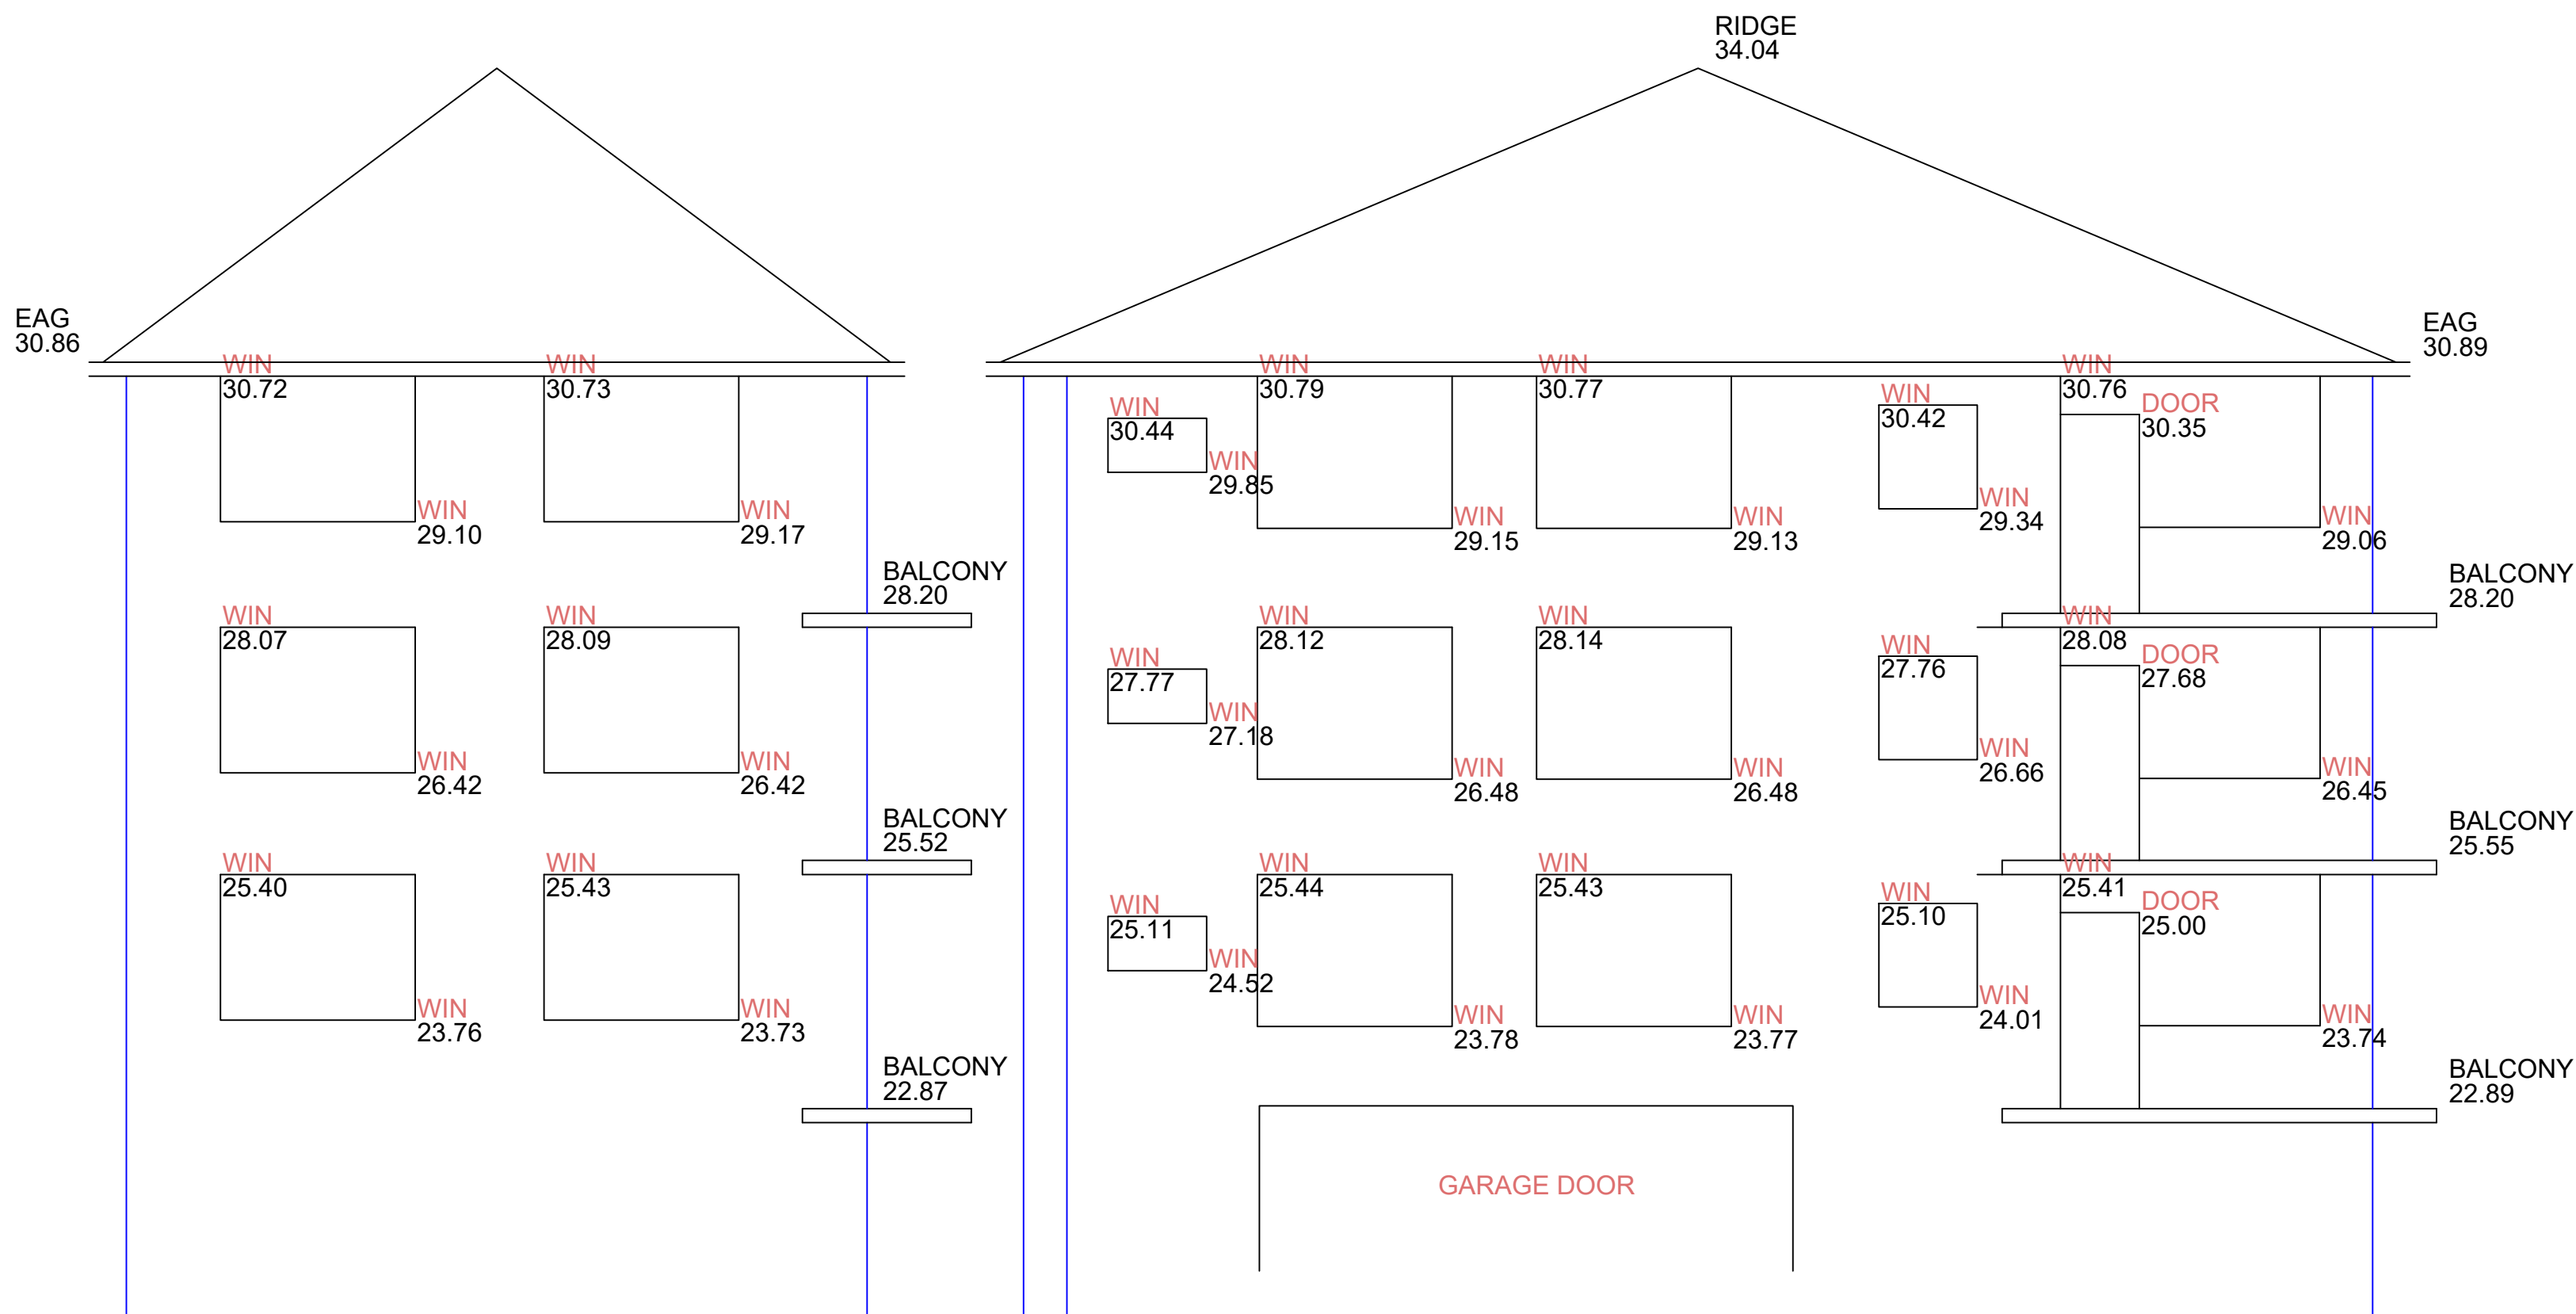 RIDGE
34.04
EAG
30.86
EAG
30.89
WIN
30.72
WIN
30.73
WIN
30.79
WIN
30.77
WIN
30.76
WIN
30.44
WIN
30.42
DOOR
30.35
WIN
29.85
WIN
29.34
WIN
29.10
WIN
29.17
WIN
29.15
WIN
29.13
WIN
29.06
BALCONY
28.20
BALCONY
28.20
WIN
28.07
WIN
28.09
WIN
28.12
WIN
28.14
WIN
28.08
WIN
27.77
WIN
27.76
DOOR
27.68
WIN
27.18
WIN
26.66
WIN
26.42
WIN
26.42
WIN
26.48
WIN
26.48
WIN
26.45
BALCONY
25.52
BALCONY
25.55
WIN
25.40
WIN
25.43
WIN
25.44
WIN
25.43
WIN
25.41
WIN
25.11
WIN
25.10
DOOR
25.00
WIN
24.52
WIN
24.01
WIN
23.76
WIN
23.73
WIN
23.78
WIN
23.77
WIN
23.74
BALCONY
22.87
BALCONY
22.89
GARAGE DOOR